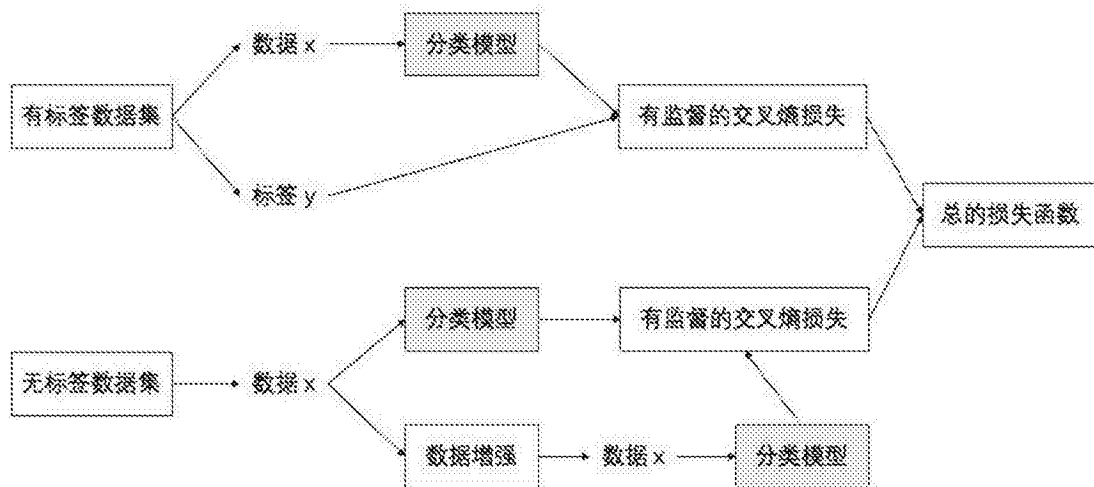 数据 x
分类模型
有标签数据集
有监督的交叉熵损失
标签 y
总的损失函数
分类模型
有监督的交叉熵损失
无标签数据集
数据 x
数据增强
数据 x
分类模型